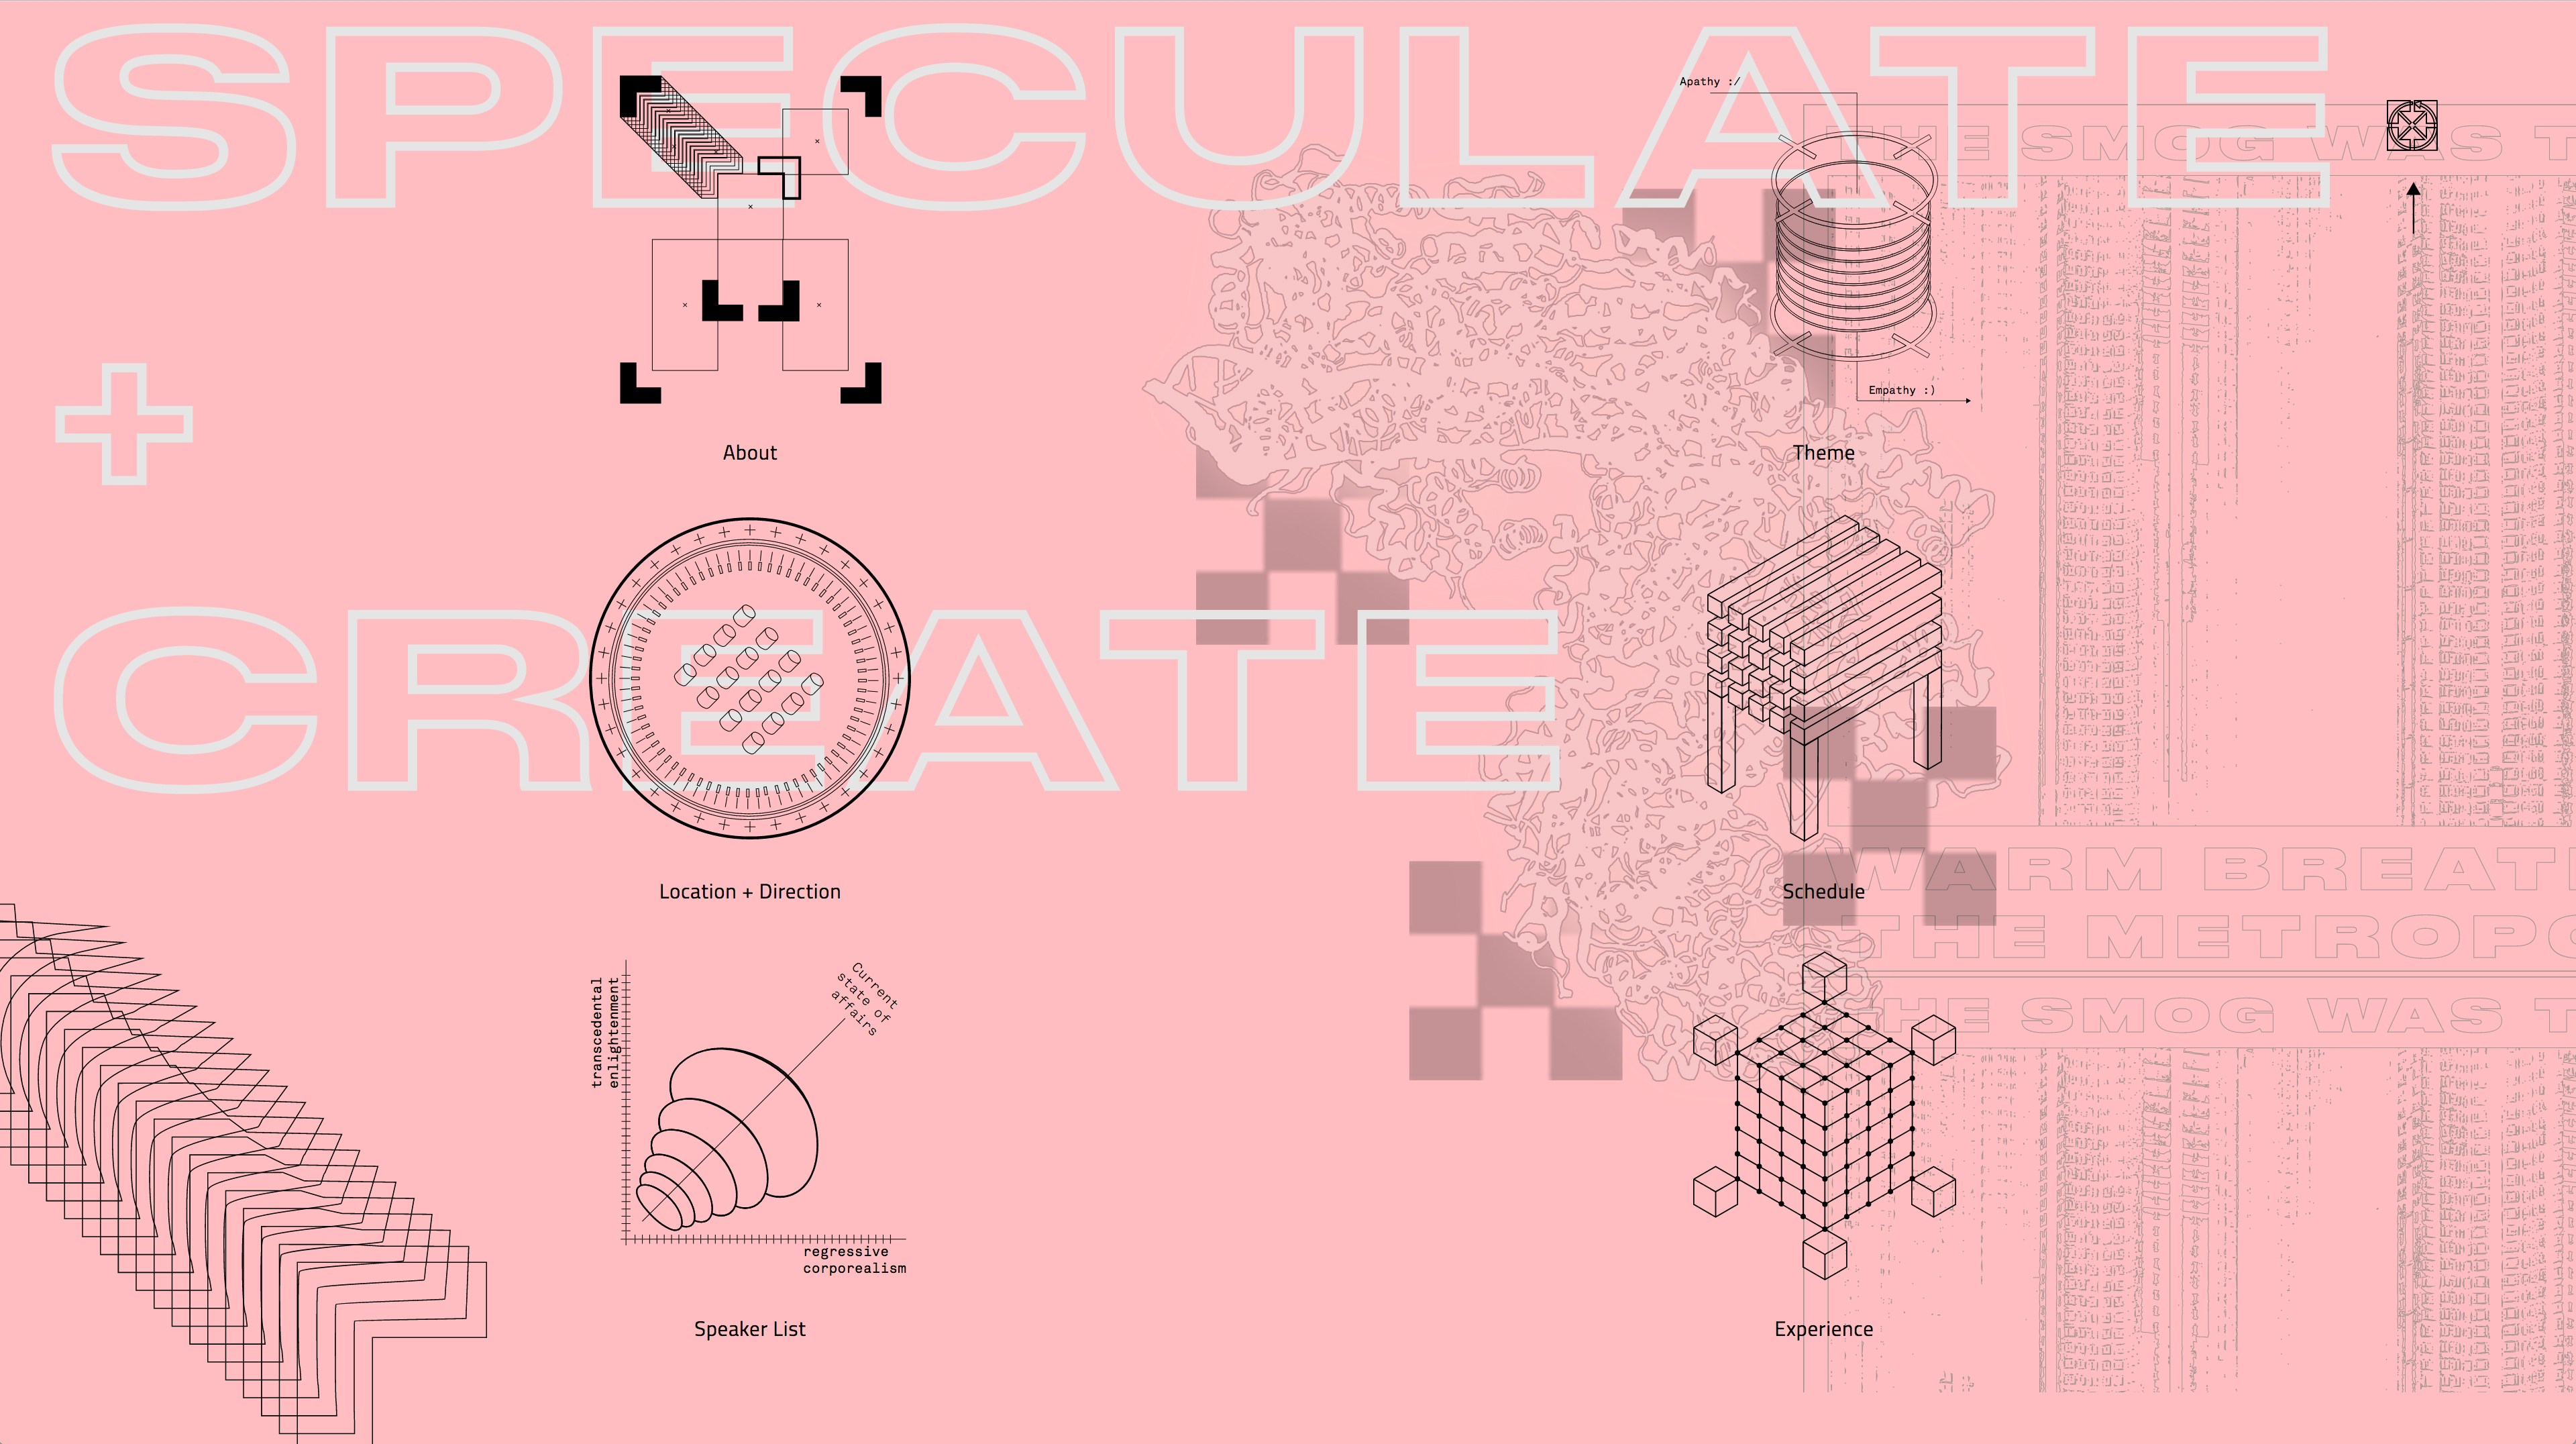 SPECULATE
+
CREATE
Apathy :/
Empathy :)
About
Theme
Location + Direction
Schedule
transcedental
enlightenment
Current
state of
affairs
regressive
corporealism
Speaker List
Experience
THE SMOG WAS T
WARM BREAT
THE METROPO
THE SMOG WAS T